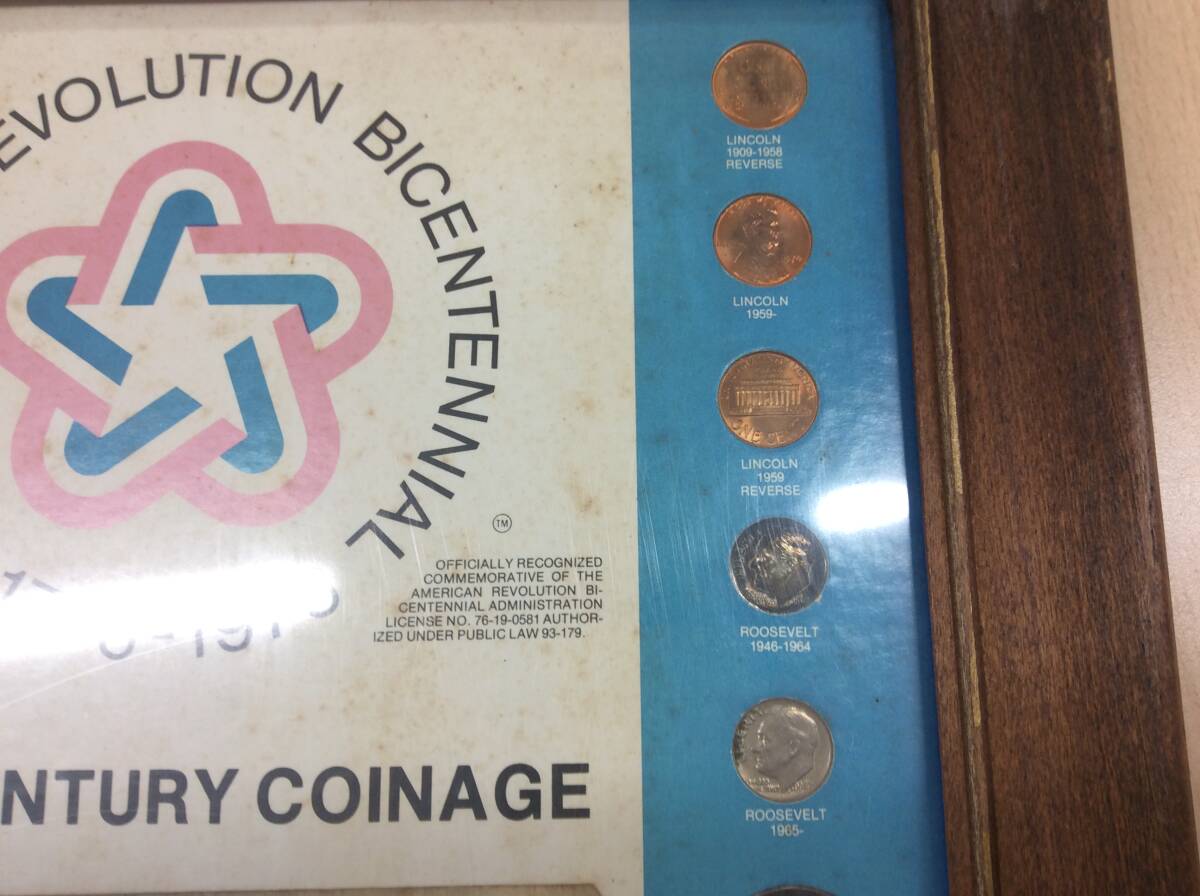 EVOLUTION BICENTENNIAL
TM
OFFICIALLY RECOGNIZED
COMMEMORATIVE OF THE
AMERICAN REVOLUTION BI-
CENTENNIAL ADMINISTRATION
LICENSE NO. 76-19-0581 AUTHOR-
IZED UNDER PUBLIC LAW 93-179.
NTURY COINAGE
LINCOLN
1909-1958
REVERSE
LINCOLN
1959-
ONE CENT
LINCOLN
1959
REVERSE
ROOSEVELT
1946-1964
ROOSEVELT
1965-